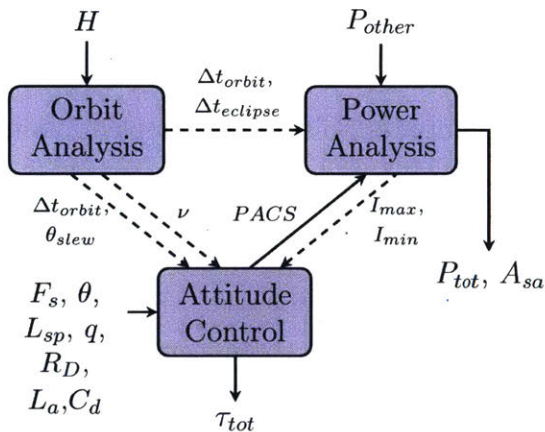 H
P_other
Δt_orbit,
Δt_eclipse
Orbit
Analysis
Power
Analysis
Δt_orbit,
θ_slew
ν
PACS
I_max,
I_min
P_tot, A_sa
F_s, θ,
L_sp, q,
R_D,
L_a,C_d
Attitude
Control
τ_tot